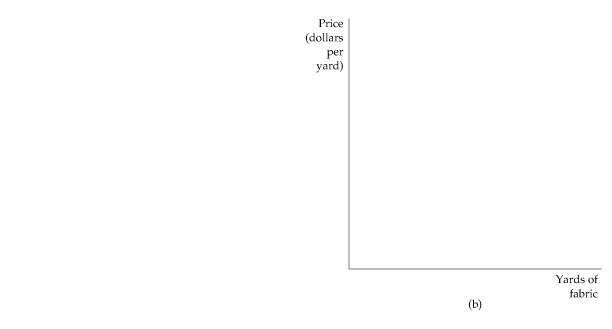 Price
(dollars
per
yard)
Yards of
fabric
(b)